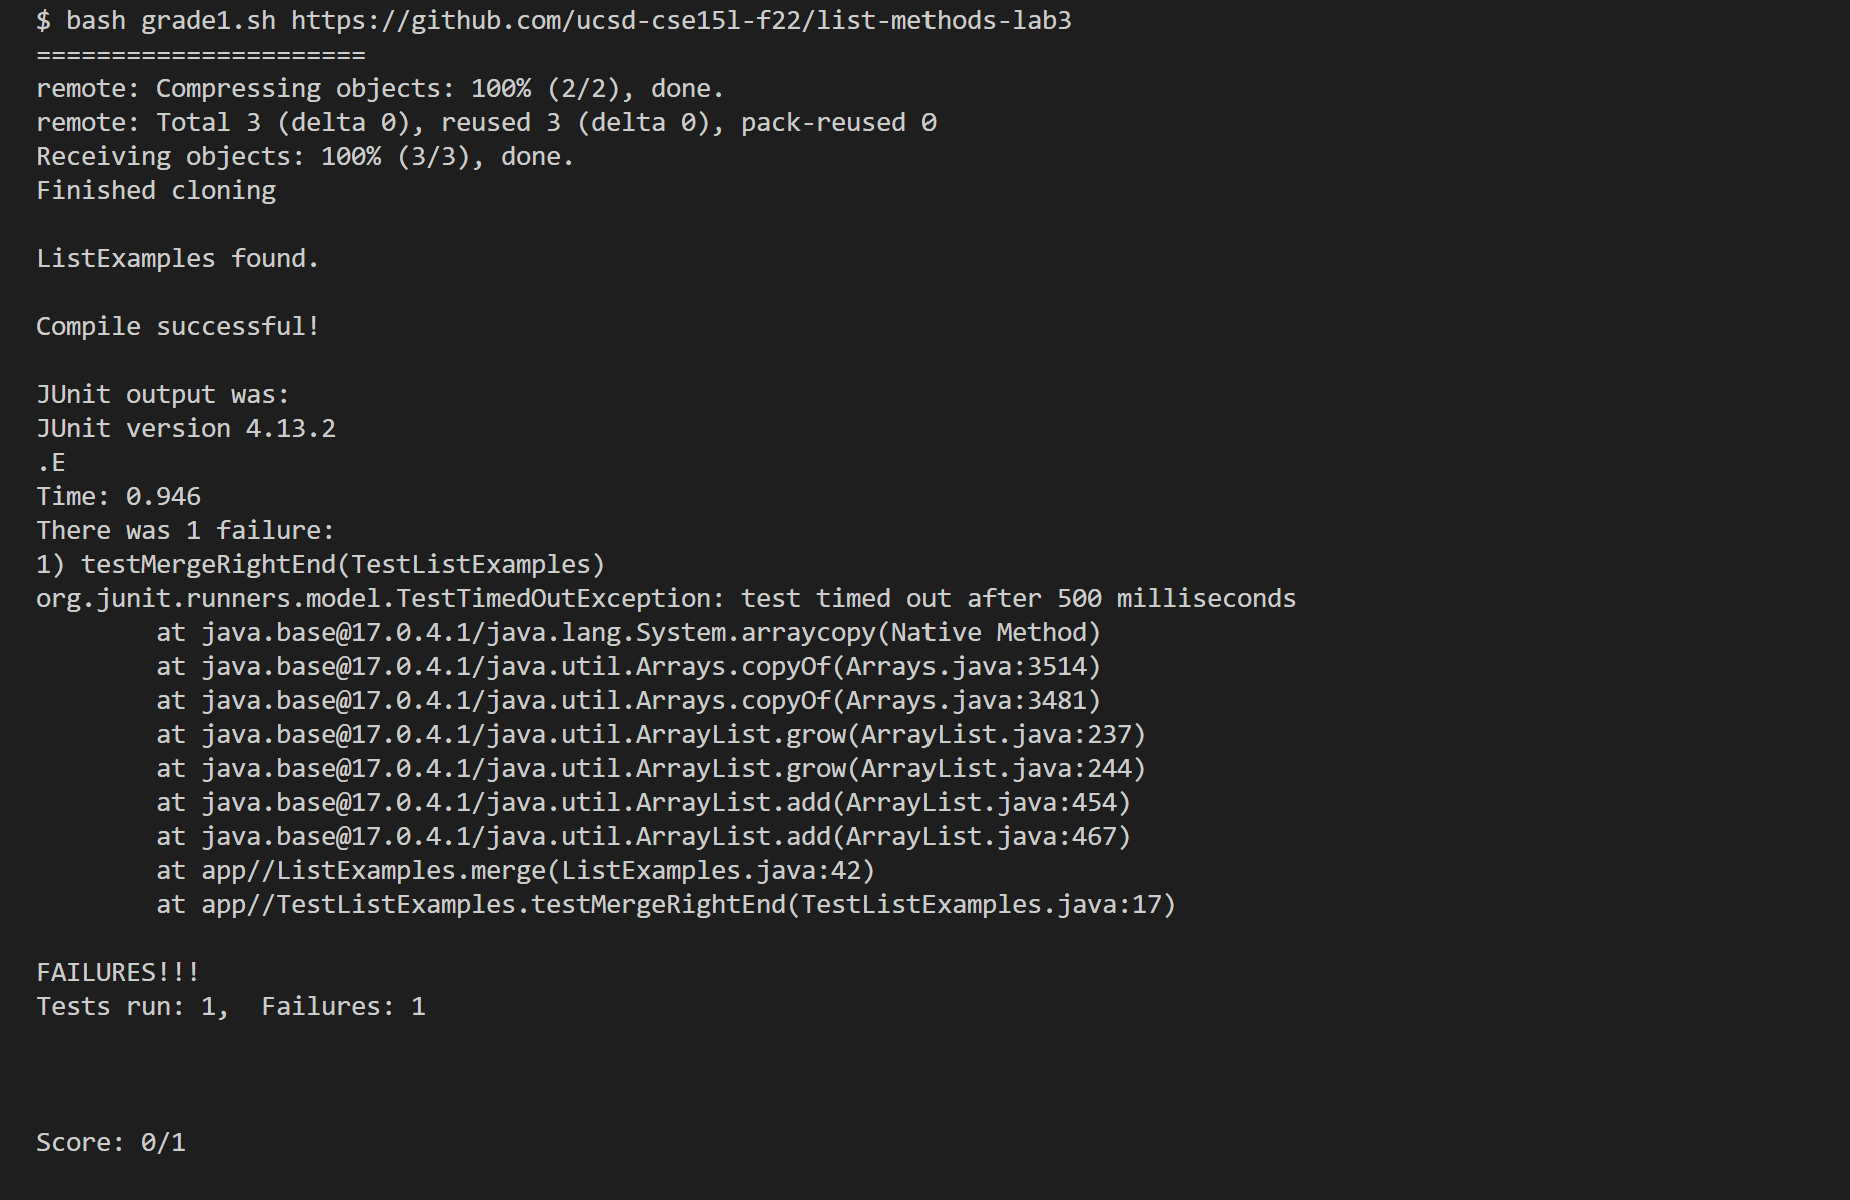 $ bash grade1.sh https://github.com/ucsd-cse15l-f22/list-methods-lab3
======================
remote: Compressing objects: 100% (2/2), done.
remote: Total 3 (delta 0), reused 3 (delta 0), pack-reused 0
Receiving objects: 100% (3/3), done.
Finished cloning
ListExamples found.
Compile successful!
JUnit output was:
JUnit version 4.13.2
.E
Time: 0.946
There was 1 failure:
1) testMergeRightEnd(TestListExamples)
org.junit.runners.model.TestTimedOutException: test timed out after 500 milliseconds
        at java.base@17.0.4.1/java.lang.System.arraycopy(Native Method)
        at java.base@17.0.4.1/java.util.Arrays.copyOf(Arrays.java:3514)
        at java.base@17.0.4.1/java.util.Arrays.copyOf(Arrays.java:3481)
        at java.base@17.0.4.1/java.util.ArrayList.grow(ArrayList.java:237)
        at java.base@17.0.4.1/java.util.ArrayList.grow(ArrayList.java:244)
        at java.base@17.0.4.1/java.util.ArrayList.add(ArrayList.java:454)
        at java.base@17.0.4.1/java.util.ArrayList.add(ArrayList.java:467)
        at app//ListExamples.merge(ListExamples.java:42)
        at app//TestListExamples.testMergeRightEnd(TestListExamples.java:17)
FAILURES!!!
Tests run: 1,  Failures: 1
Score: 0/1